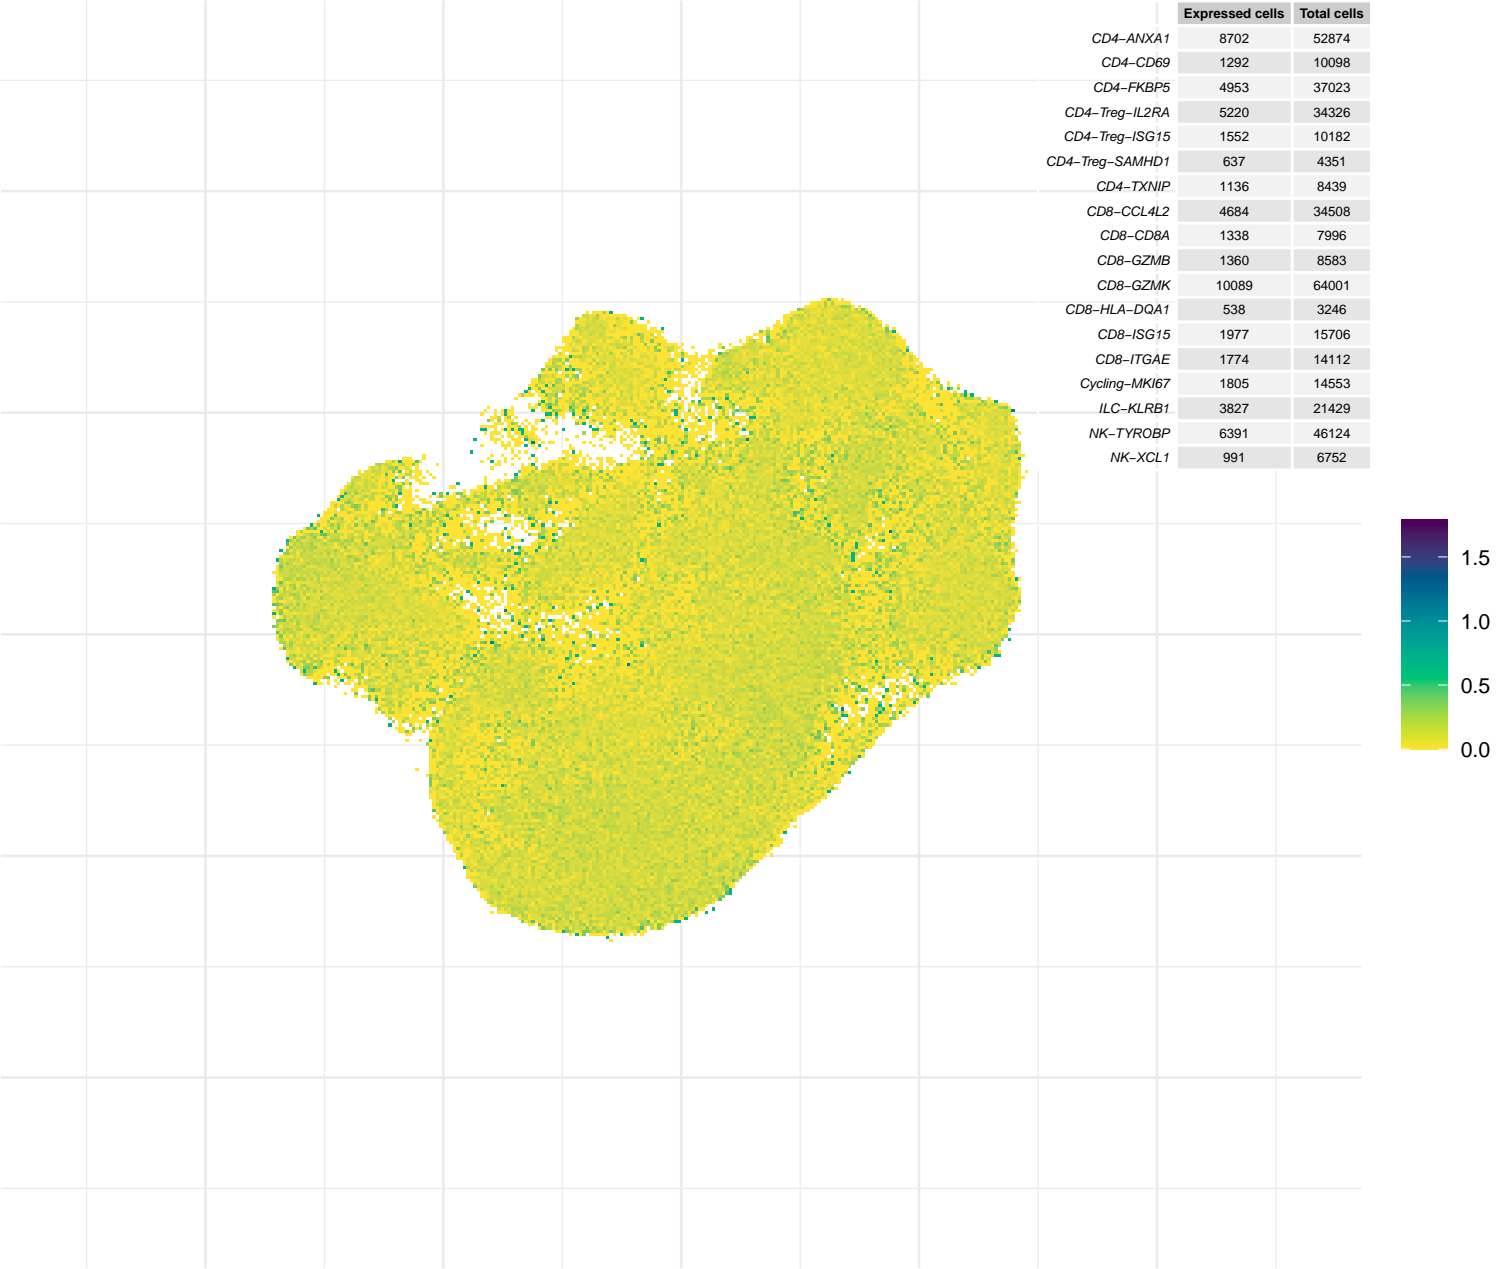 Expressed cells Total cells
CD4−ANXA1 8702 52874
CD4−CD69 1292 10098
CD4−FKBP5 4953 37023
CD4−Treg−IL2RA 5220 34326
CD4−Treg−ISG15 1552 10182
CD4−Treg−SAMHD1 637 4351
CD4−TXNIP 1136 8439
CD8−CCL4L2 4684 34508
CD8−CD8A 1338 7996
CD8−GZMB 1360 8583
CD8−GZMK 10089 64001
CD8−HLA−DQA1 538 3246
CD8−ISG15 1977 15706
CD8−ITGAE 1774 14112
Cycling−MKI67 1805 14553
ILC−KLRB1 3827 21429
NK−TYROBP 6391 46124
NK−XCL1 991 6752
1.5
1.0
0.5
0.0